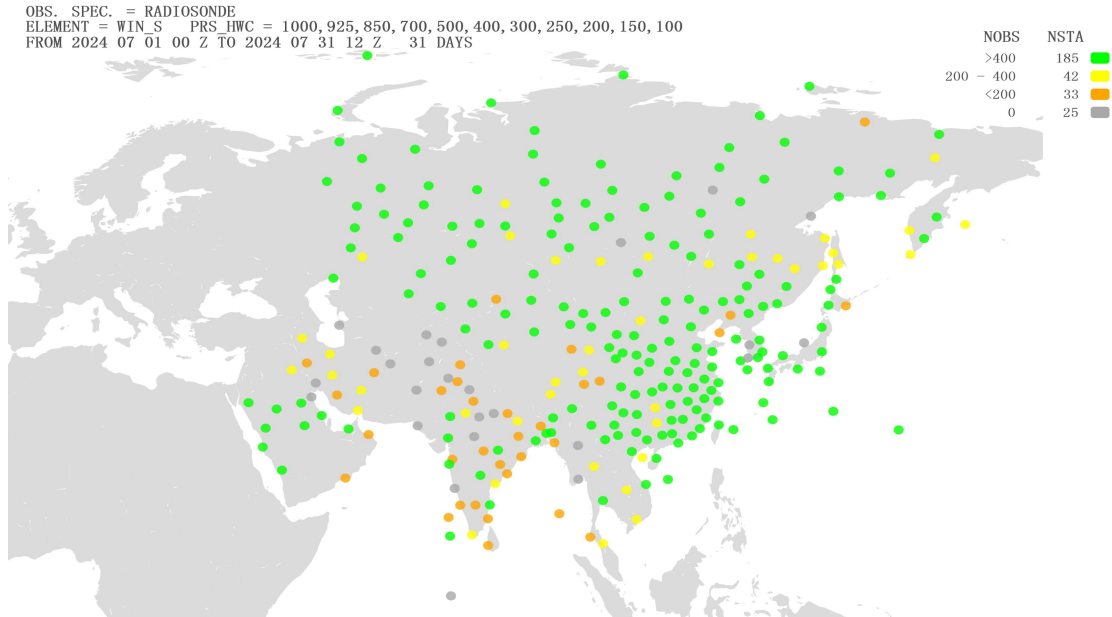 OBS. SPEC. = RADIOSONDE
ELEMENT = WIN_S PRS_HWC = 1000,925,850,700,500,400,300,250,200,150,100
FROM 2024 07 01 00 Z TO 2024 07 31 12 Z 31 DAYS
NOBS NSTA
>400 185
200 - 400 42
<200 33
0 25